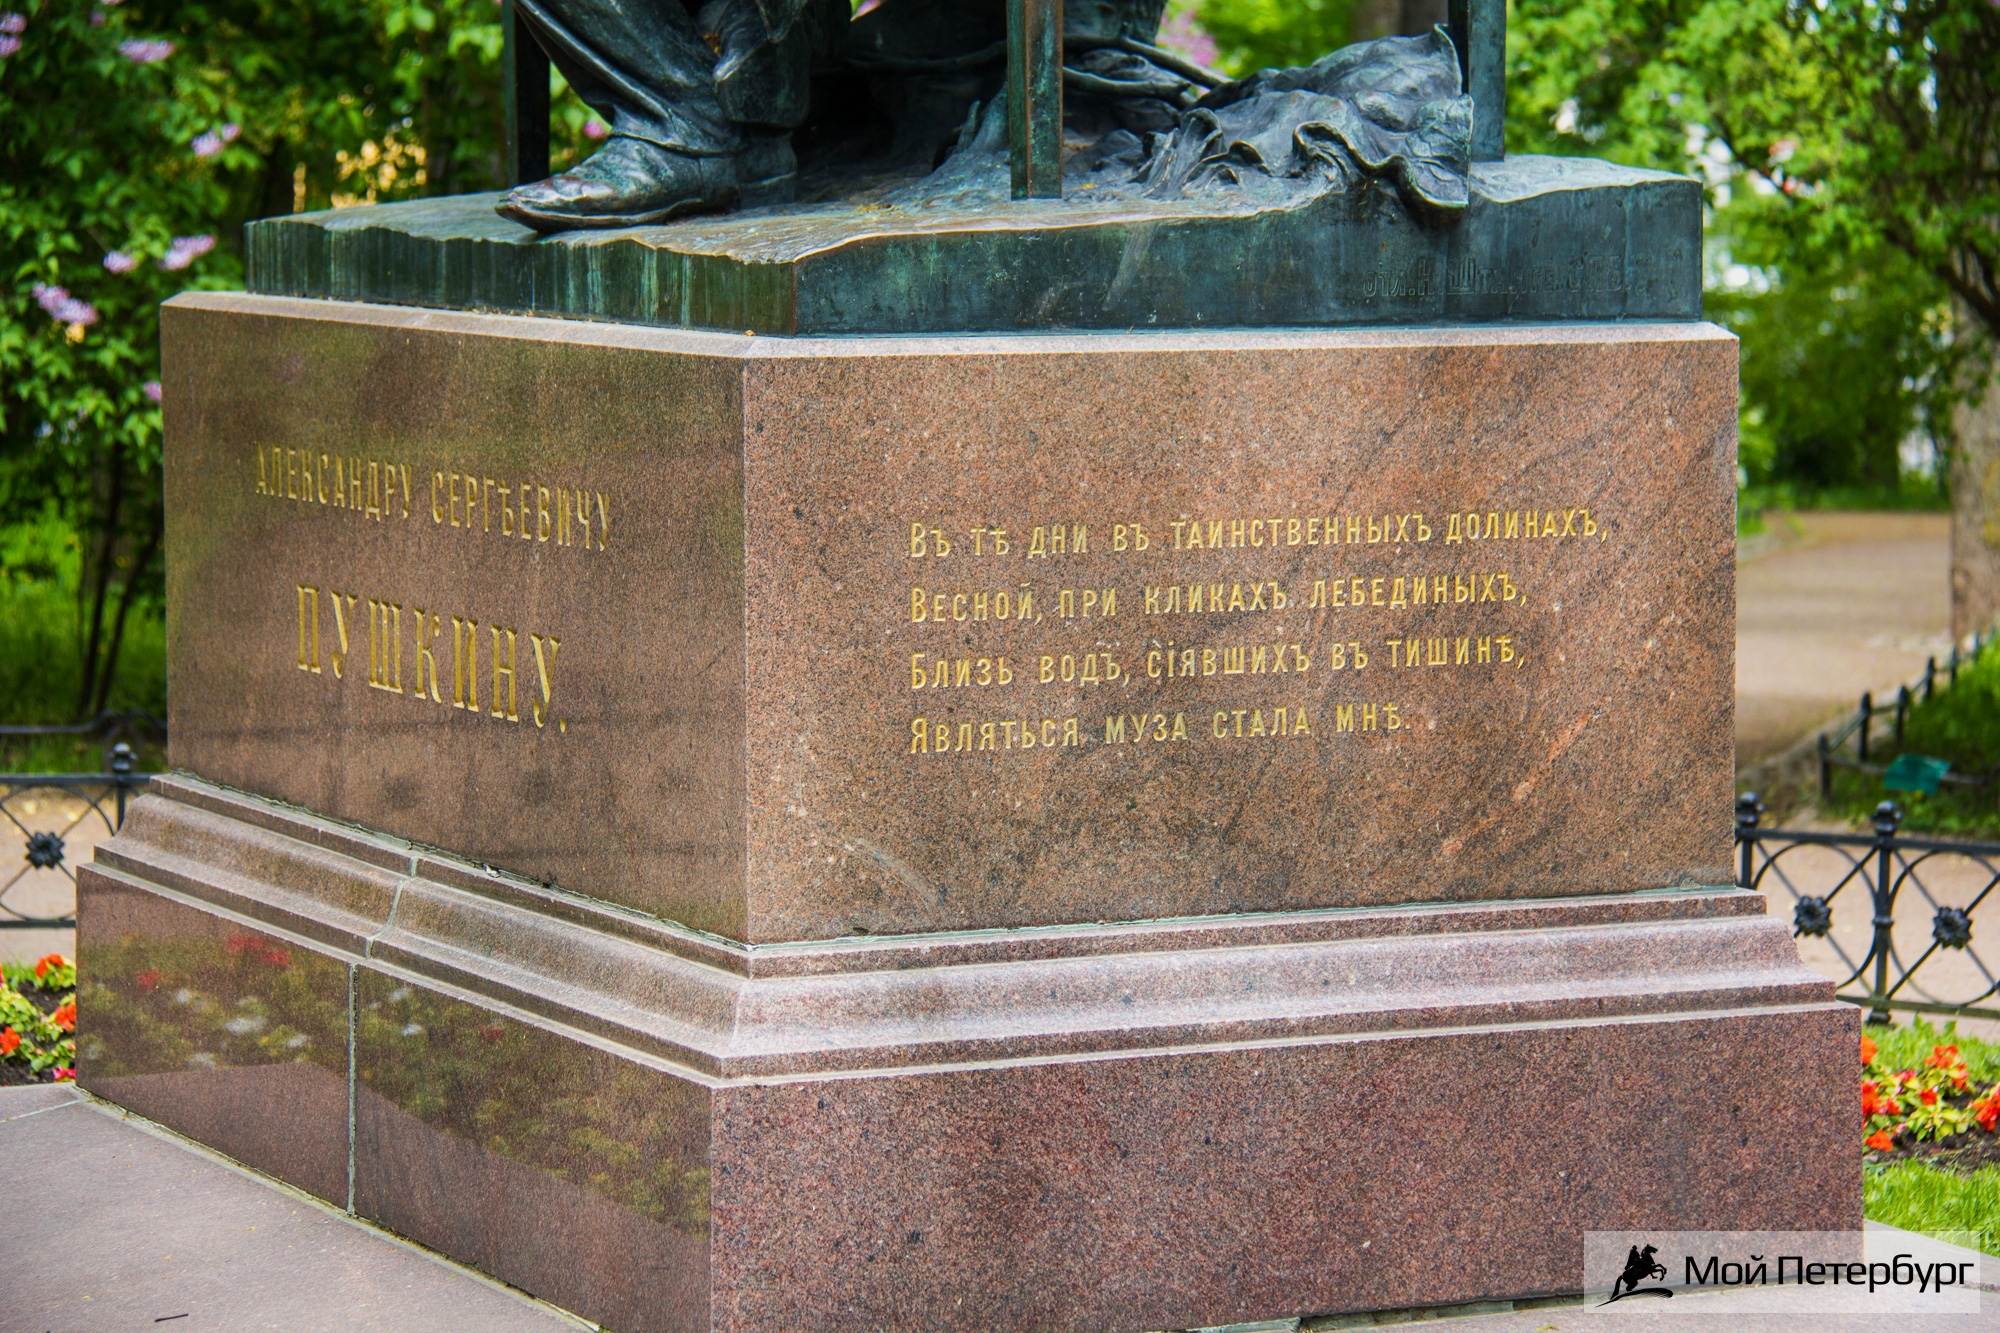 АЛЕКСАНДРУ СЕРГѢЕВИЧУ
ПУШКИНУ.
Въ тѣ дни въ таинственныхъ долинахъ,
Весной, при кликахъ лебединыхъ,
Близь водъ, сіявшихъ въ тишинѣ,
Являться муза стала мнѣ.
Мой Петербург